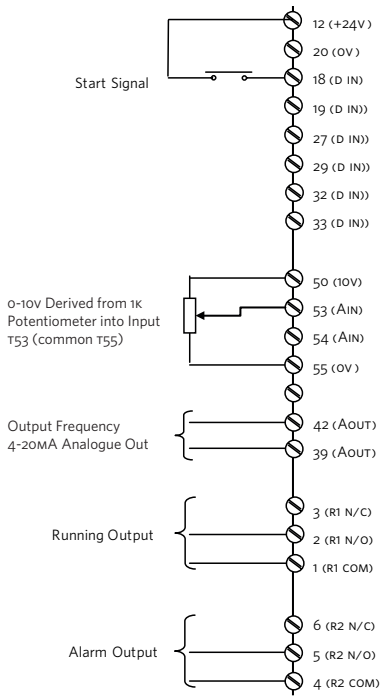 12 (+24V)
20 (0V)
Start Signal
18 (D IN)
19 (D IN))
27 (D IN))
29 (D IN))
32 (D IN))
33 (D IN))
50 (10V)
0-10V Derived from 1K
Potentiometer into Input
T53 (common T55)
53 (AIN)
54 (AIN)
55 (0V)
Output Frequency
4-20MA Analogue Out
42 (AOUT)
39 (AOUT)
3 (R1 N/C)
Running Output
2 (R1 N/O)
1 (R1 COM)
6 (R2 N/C)
Alarm Output
5 (R2 N/O)
4 (R2 COM)